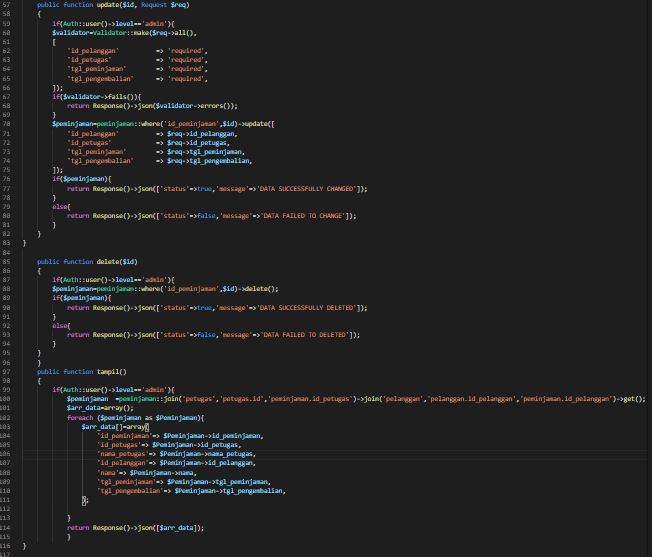 57 public function update($id, Request $req)
58 {
59 if(Auth::user()->level=='admin'){
60 $validator=Validator::make($req->all(),
61 [
62 'id_pelanggan' => 'required',
63 'id_petugas' => 'required',
64 'tgl_peminjaman' => 'required',
65 'tgl_pengembalian' => 'required',
66 ]);
67 if($validator->fails()){
68 return Response()->json($validator->errors());
69 }
70 $peminjaman=peminjaman::where('id_peminjaman',$id)->update([
71 'id_pelanggan' => $req->id_pelanggan,
72 'id_petugas' => $req->id_petugas,
73 'tgl_peminjaman' => $req->tgl_peminjaman,
74 'tgl_pengembalian' => $req->tgl_pengembalian,
75 ]);
76 if($peminjaman){
77 return Response()->json(['status'=>true,'message'=>'DATA SUCCESSFULLY CHANGED']);
78 }
79 else{
80 return Response()->json(['status'=>false,'message'=>'DATA FAILED TO CHANGE']);
81 }
82 }
83 }
84
85 public function delete($id)
86 {
87 if(Auth::user()->level=='admin'){
88 $peminjaman=peminjaman::where('id_peminjaman',$id)->delete();
89 if($peminjaman){
90 return Response()->json(['status'=>true,'message'=>'DATA SUCCESSFULLY DELETED']);
91 }
92 else{
93 return Response()->json(['status'=>false,'message'=>'DATA FAILED TO DELETED']);
94 }
95 }
96 }
97 public function tampil()
98 {
99 if(Auth::user()->level=='admin'){
100 $peminjaman =peminjaman::join('petugas','petugas.id','peminjaman.id_petugas')->join('pelanggan','pelanggan.id_pelanggan','peminjaman.id_pelanggan')->get();
101 $arr_data=array();
102 foreach ($peminjaman as $Peminjaman){
103 $arr_data[]=array(
104 'id_peminjaman'=> $Peminjaman->id_peminjaman,
105 'id_petugas'=> $Peminjaman->id_petugas,
106 'nama_petugas'=> $Peminjaman->nama_petugas,
107 'id_pelanggan'=> $Peminjaman->id_pelanggan,
108 'nama'=> $Peminjaman->nama,
109 'tgl_peminjaman'=> $Peminjaman->tgl_peminjaman,
110 'tgl_pengembalian'=> $Peminjaman->tgl_pengembalian,
111 );
112
113 }
114 return Response()->json([$arr_data]);
115 }
116 }
117